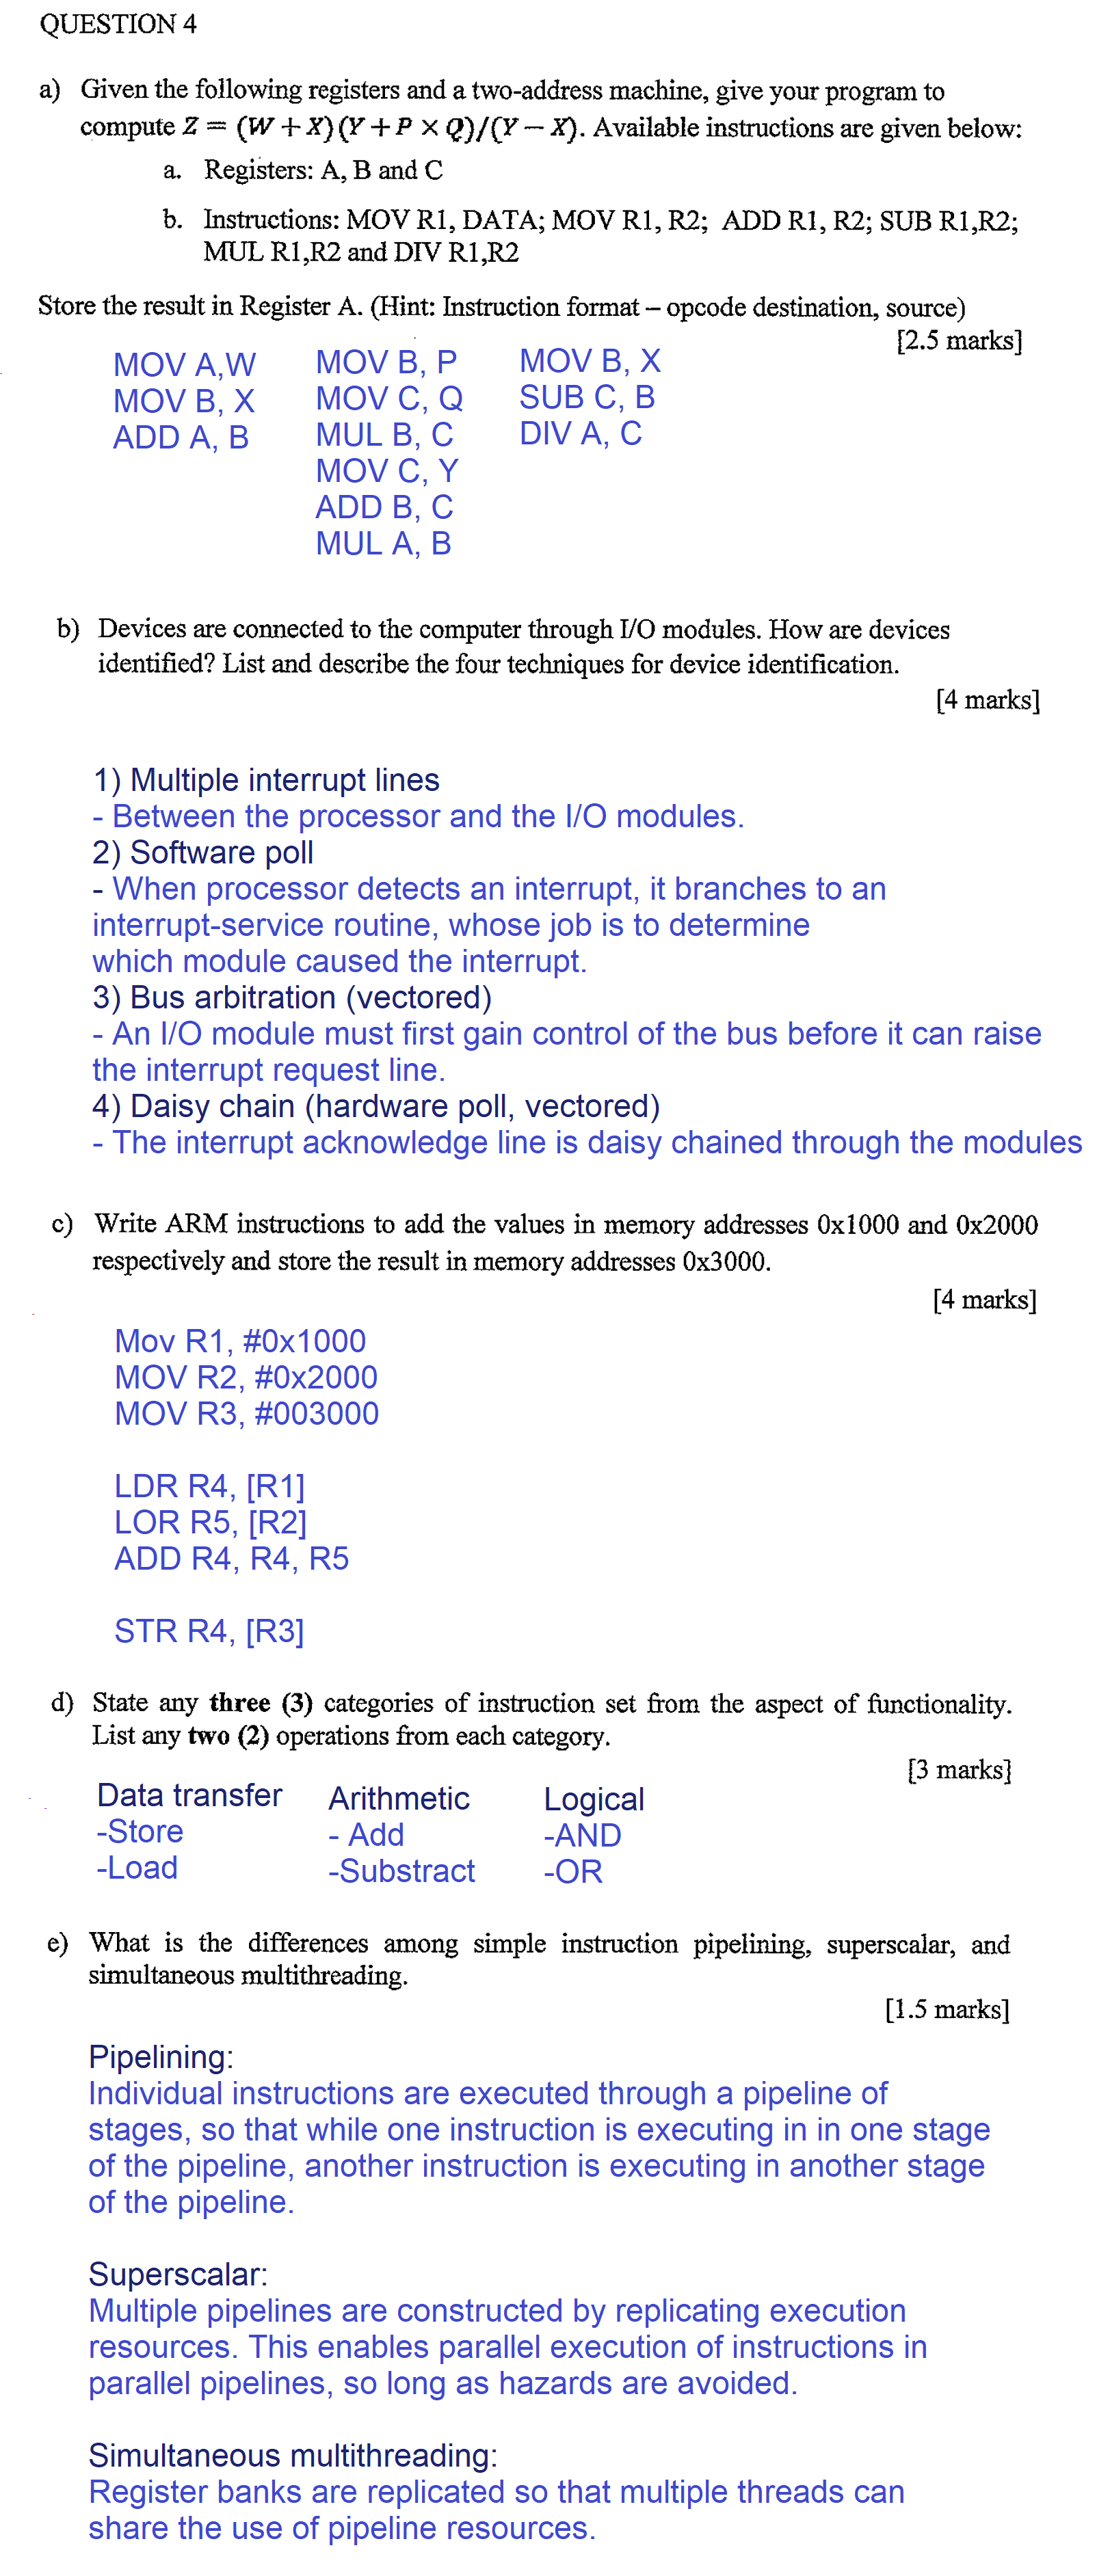 QUESTION 4
a) Given the following registers and a two-address machine, give your program to
compute Z = (W + X)(Y + P × Q)/(Y − X). Available instructions are given below:
a. Registers: A, B and C
b. Instructions: MOV R1, DATA; MOV R1, R2; ADD R1, R2; SUB R1,R2;
MUL R1,R2 and DIV R1,R2
Store the result in Register A. (Hint: Instruction format – opcode destination, source)
[2.5 marks]
MOV A,W
MOV B, X
ADD A, B
MOV B, P
MOV C, Q
MUL B, C
MOV C, Y
ADD B, C
MUL A, B
MOV B, X
SUB C, B
DIV A, C
b) Devices are connected to the computer through I/O modules. How are devices
identified? List and describe the four techniques for device identification.
[4 marks]
1) Multiple interrupt lines
- Between the processor and the I/O modules.
2) Software poll
- When processor detects an interrupt, it branches to an
interrupt-service routine, whose job is to determine
which module caused the interrupt.
3) Bus arbitration (vectored)
- An I/O module must first gain control of the bus before it can raise
the interrupt request line.
4) Daisy chain (hardware poll, vectored)
- The interrupt acknowledge line is daisy chained through the modules
c) Write ARM instructions to add the values in memory addresses 0x1000 and 0x2000
respectively and store the result in memory addresses 0x3000.
[4 marks]
Mov R1, #0x1000
MOV R2, #0x2000
MOV R3, #003000
LDR R4, [R1]
LOR R5, [R2]
ADD R4, R4, R5
STR R4, [R3]
d) State any three (3) categories of instruction set from the aspect of functionality.
List any two (2) operations from each category.
[3 marks]
Data transfer
-Store
-Load
Arithmetic
- Add
-Substract
Logical
-AND
-OR
e) What is the differences among simple instruction pipelining, superscalar, and
simultaneous multithreading.
[1.5 marks]
Pipelining:
Individual instructions are executed through a pipeline of
stages, so that while one instruction is executing in in one stage
of the pipeline, another instruction is executing in another stage
of the pipeline.
Superscalar:
Multiple pipelines are constructed by replicating execution
resources. This enables parallel execution of instructions in
parallel pipelines, so long as hazards are avoided.
Simultaneous multithreading:
Register banks are replicated so that multiple threads can
share the use of pipeline resources.